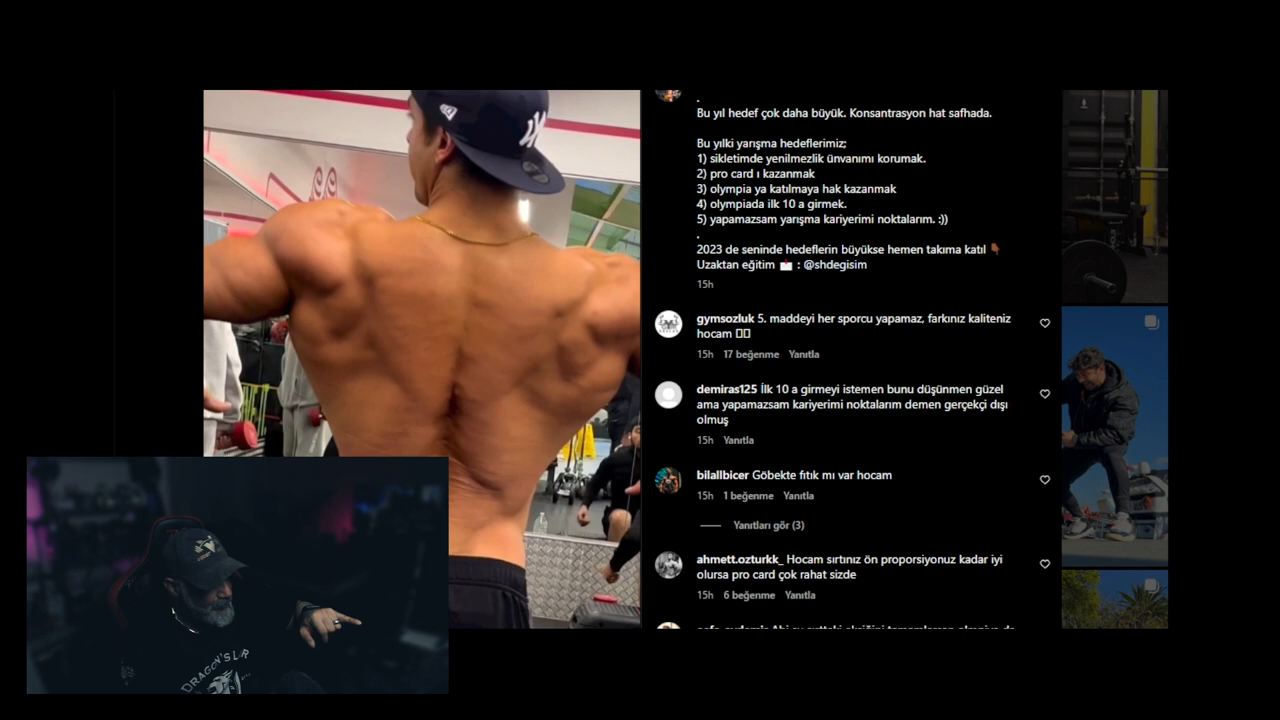 .
Bu yıl hedef çok daha büyük. Konsantrasyon hat safhada.
Bu yılki yarışma hedeflerimiz;
1) sikletimde yenilmezlik ünvanımı korumak.
2) pro card ı kazanmak
3) olympia ya katılmaya hak kazanmak
4) olympiada ilk 10 a girmek.
5) yapamazsam yarışma kariyerimi noktalarım. :))
.
2023 de seninde hedeflerin büyükse hemen takıma katıl 👇🏾
Uzaktan eğitim 📩 : @shdegisim
15h
gymsozluk 5. maddeyi her sporcu yapamaz, farkınız kaliteniz
hocam
15h 17 beğenme Yanıtla
demiras125 İlk 10 a girmeyi istemen bunu düşünmen güzel
ama yapamazsam kariyerimi noktalarım demen gerçekçi dışı
olmuş
15h Yanıtla
bilallbicer Göbekte fıtık mı var hocam
15h 1 beğenme Yanıtla
Yanıtları gör (3)
ahmett.ozturkk_ Hocam sırtınız ön proporsiyonuz kadar iyi
olursa pro card çok rahat sizde
15h 6 beğenme Yanıtla
DRAGON'S LAIR